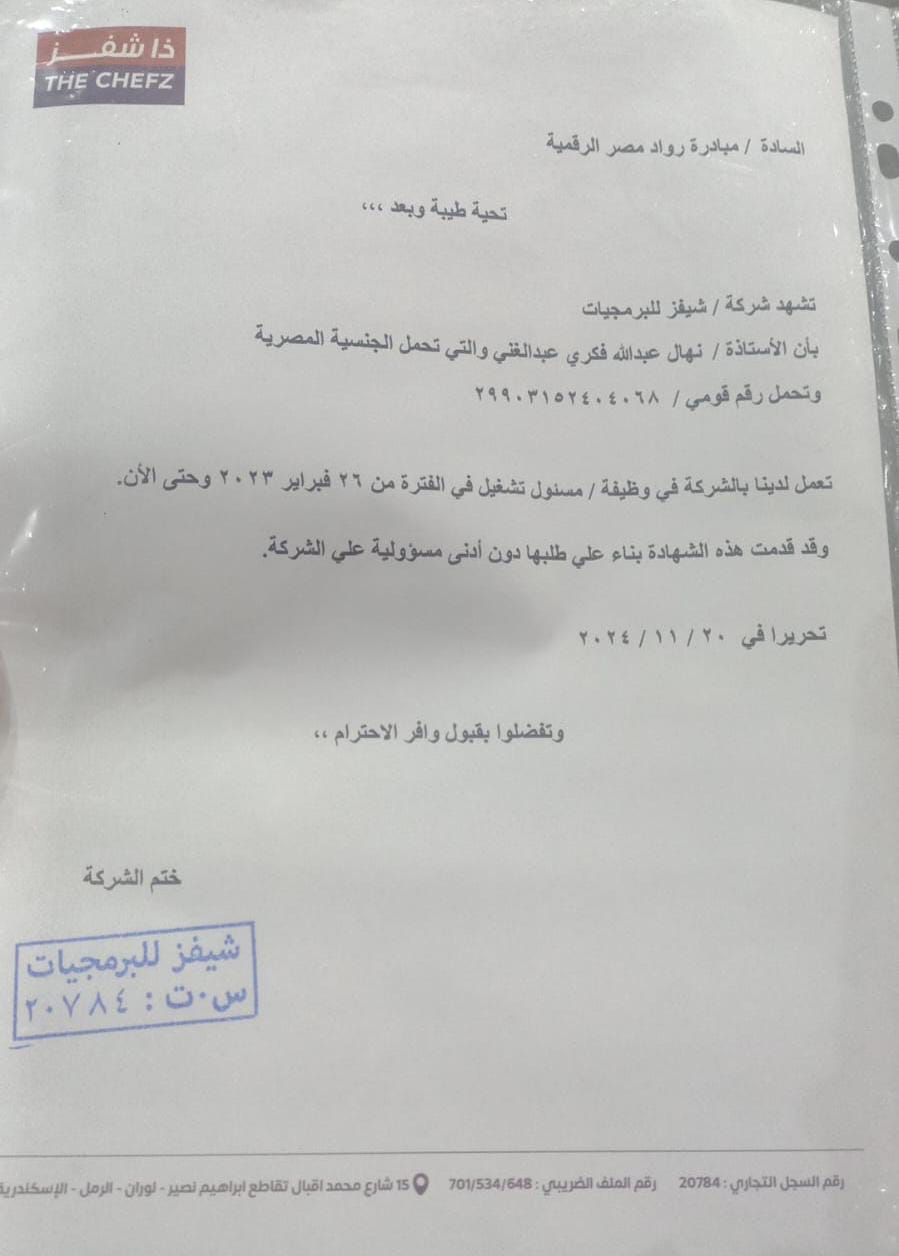 ذا شفــز
THE CHEFZ
السادة / مبادرة رواد مصر الرقمية
تحية طيبة وبعد ،،،
تشهد شركة / شيفز للبرمجيات
بأن الأستاذة / نهال عبدالله فكري عبدالغني والتي تحمل الجنسية المصرية
وتحمل رقم قومي / ٢٩٩٠٣١٥٢٤٠٤٠٦٨
تعمل لدينا بالشركة في وظيفة / مسئول تشغيل في الفترة من ٢٦ فبراير ٢٠٢٣ وحتى الأن.
وقد قدمت هذه الشهادة بناء علي طلبها دون أدنى مسؤولية علي الشركة.
تحريرا في ٢٠ / ١١ / ٢٠٢٤
وتفضلوا بقبول وافر الاحترام ،،
ختم الشركة
شيفز للبرمجيات
س.ت : ٢٠٧٨٤
رقم السجل التجاري : 20784 رقم الملف الضريبي : 701/534/648 15 شارع محمد اقبال تقاطع ابراهيم نصير - لوران - الرمل - الإسكندرية